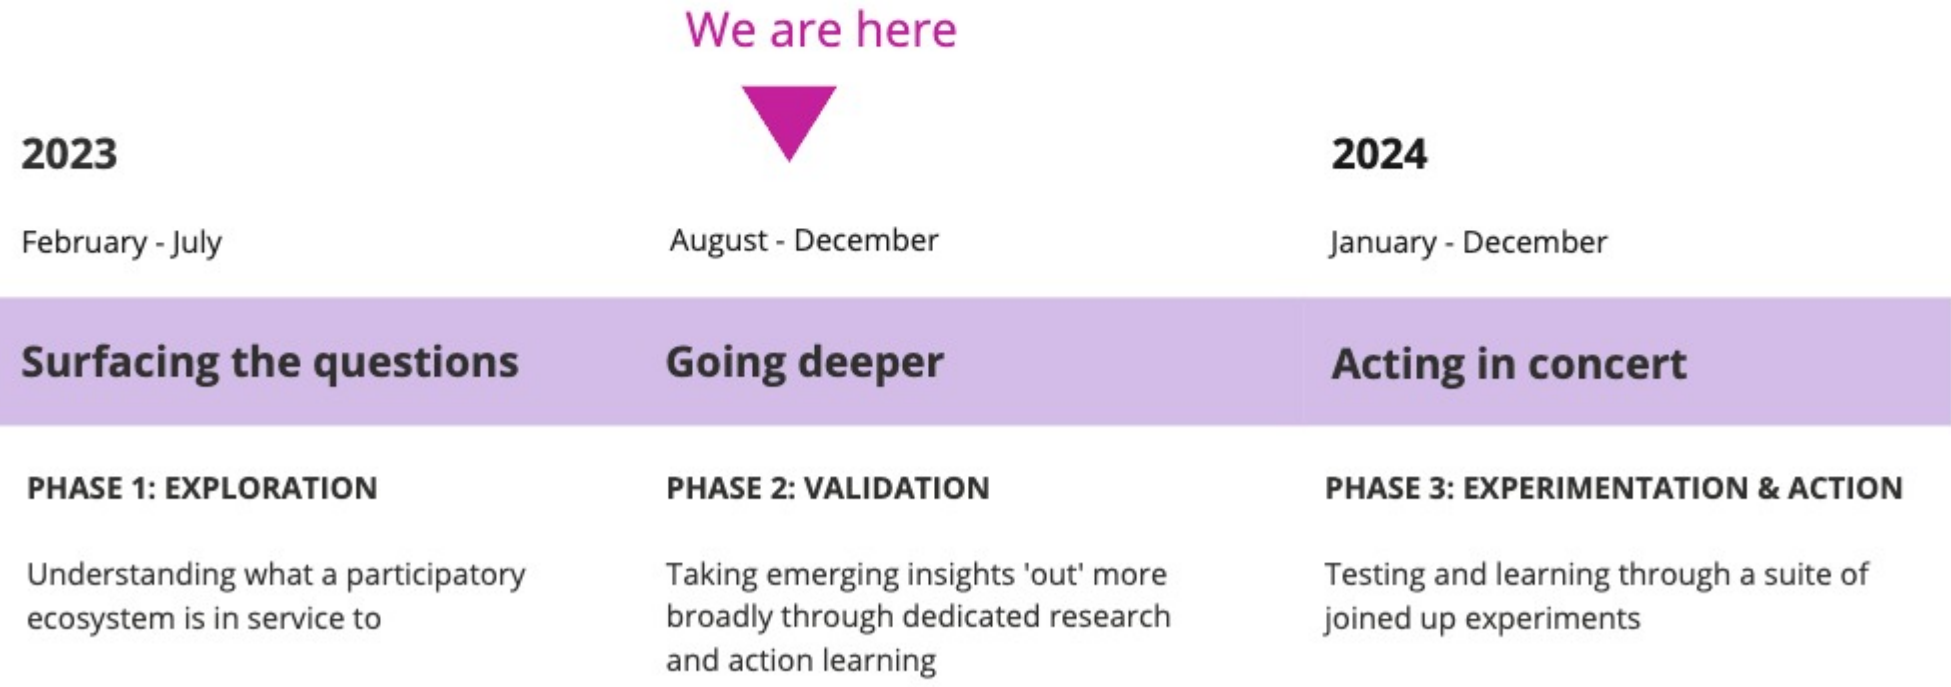 We are here
2023
February - July
August - December
2024
January - December
Surfacing the questions
Going deeper
Acting in concert
PHASE 1: EXPLORATION
Understanding what a participatory
ecosystem is in service to
PHASE 2: VALIDATION
Taking emerging insights 'out' more
broadly through dedicated research
and action learning
PHASE 3: EXPERIMENTATION & ACTION
Testing and learning through a suite of
joined up experiments